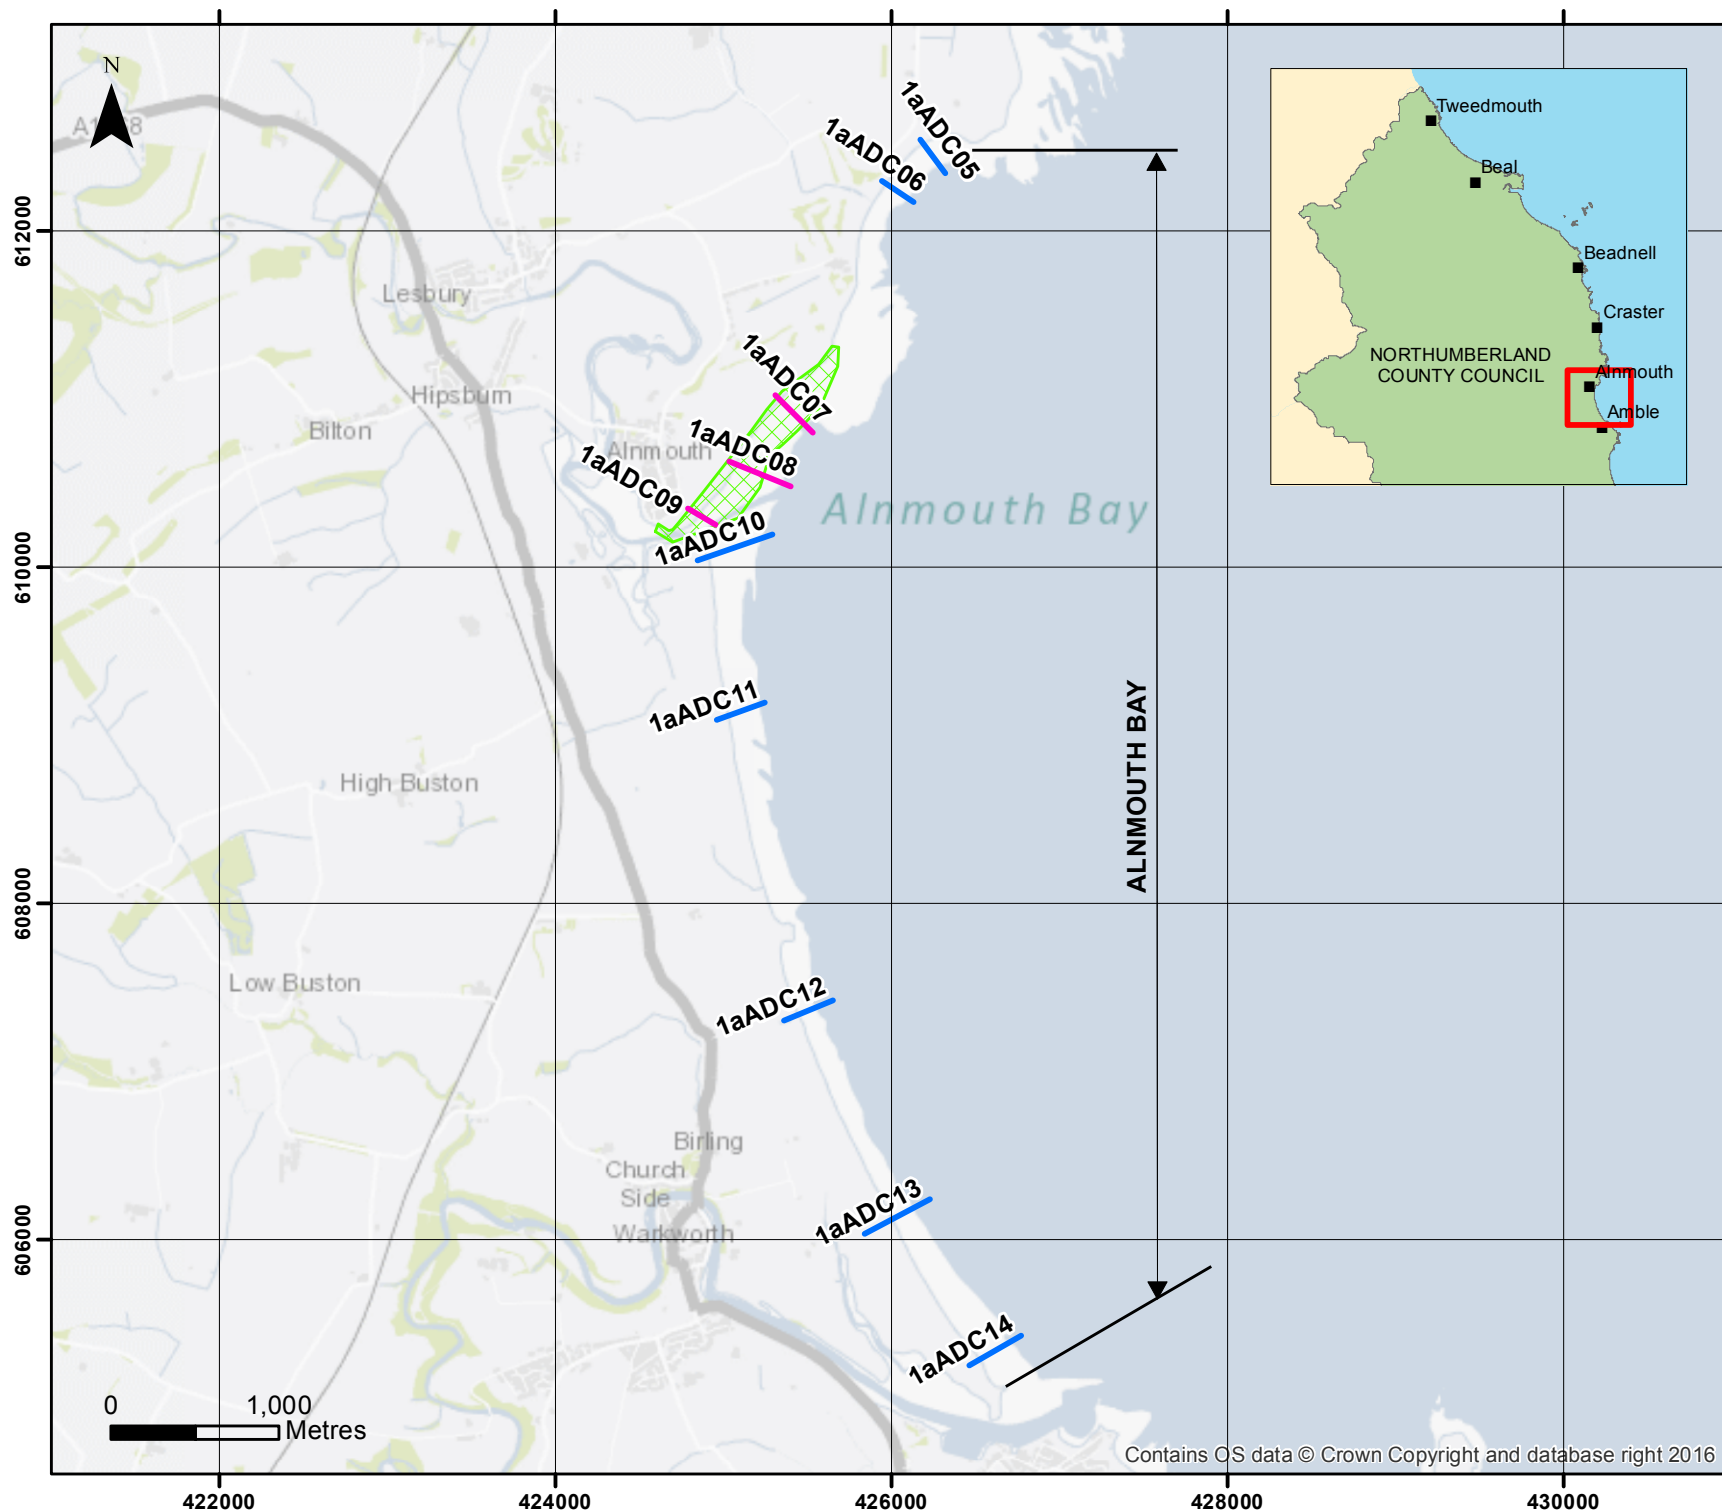 N
A1068
1aADC05
1aADC06
Tweedmouth
Beal
Beadnell
Craster
NORTHUMBERLAND
COUNTY COUNCIL
Alnmouth
Amble
612000
Lesbury
Hipsburn
Bilton
1aADC07
Alnmouth
1aADC08
1aADC09
1aADC10
Alnmouth Bay
610000
1aADC11
High Buston
ALNMOUTH BAY
608000
Low Buston
1aADC12
Birling
Church
Side
Warkworth
1aADC13
606000
1aADC14
0
1,000
Metres
Contains OS data © Crown Copyright and database right 2016
422000
424000
426000
428000
430000